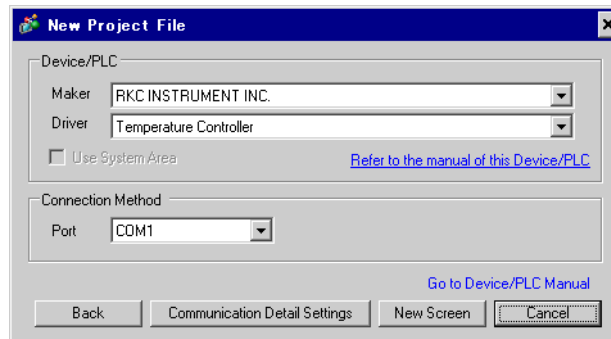 New Project File
Device/PLC
Maker RKC INSTRUMENT INC.
Driver Temperature Controller
Use System Area Refer to the manual of this Device/PLC
Connection Method
Port COM1
Go to Device/PLC Manual
Back Communication Detail Settings New Screen Cancel